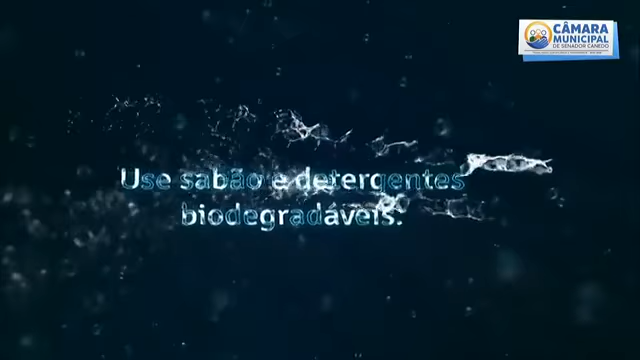 CÂMARA
MUNICIPAL
DE SENADOR CANEDO
Use sabão e detergentes
biodegradáveis.